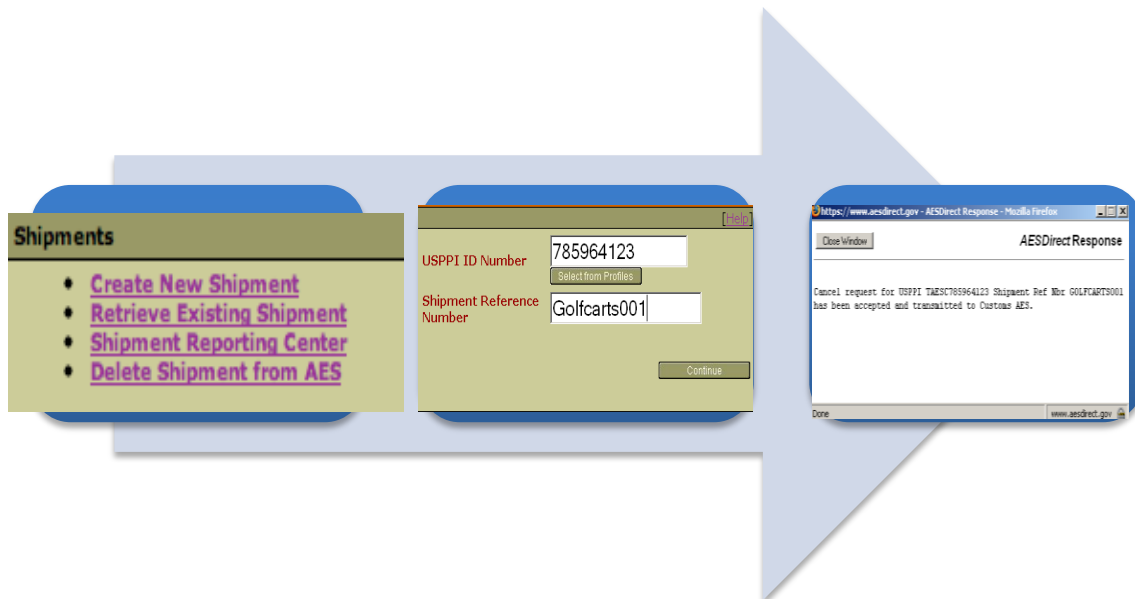 Shipments
• Create New Shipment
• Retrieve Existing Shipment
• Shipment Reporting Center
• Delete Shipment from AES
[Help]
USPPI ID Number
785964123
Select from Profiles
Shipment Reference
Number
Golfcarts001
Continue
https://www.aesdirect.gov - AESDirect Response - Mozilla Firefox
Close Window
AESDirect Response
Cancel request for USPPI TAESC785964123 Shipment Ref Nbr GOLFCARTS001
has been accepted and transmitted to Customs AES.
Done
www.aesdirect.gov